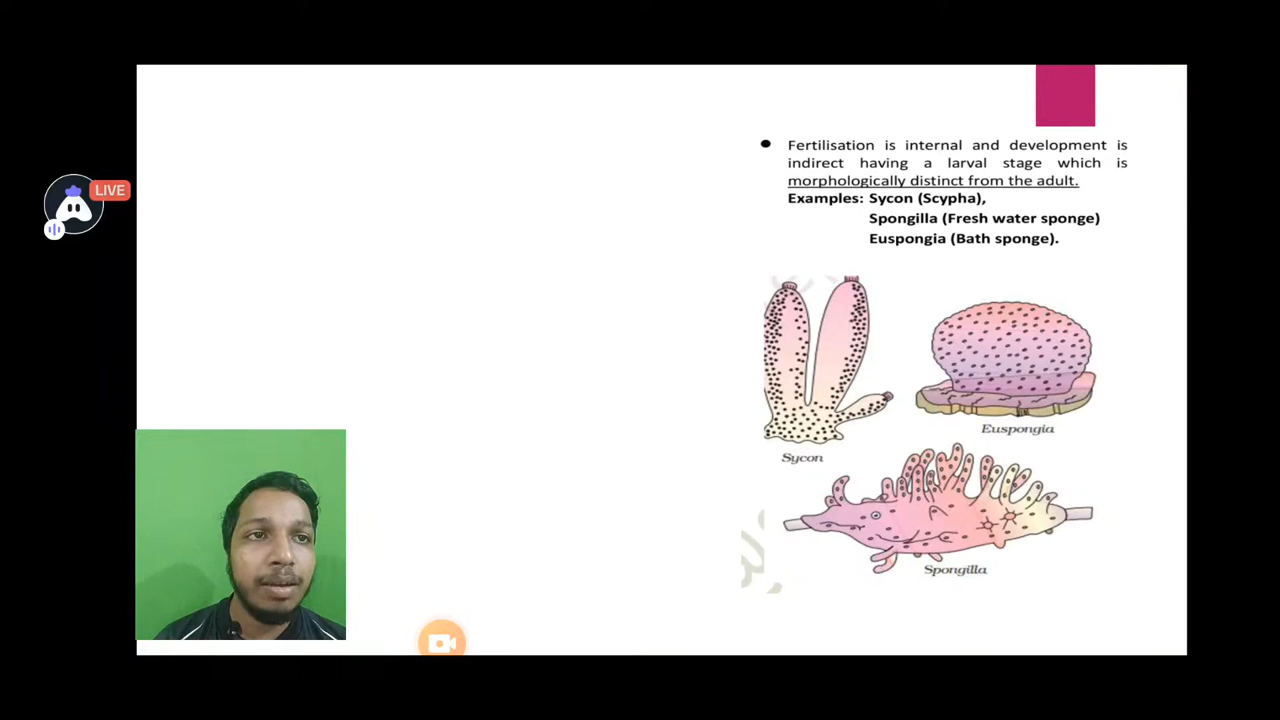 LIVE
● Fertilisation is internal and development is
indirect having a larval stage which is
morphologically distinct from the adult.
Examples: Sycon (Scypha),
Spongilla (Fresh water sponge)
Euspongia (Bath sponge).
Euspongia
Sycon
Spongilla